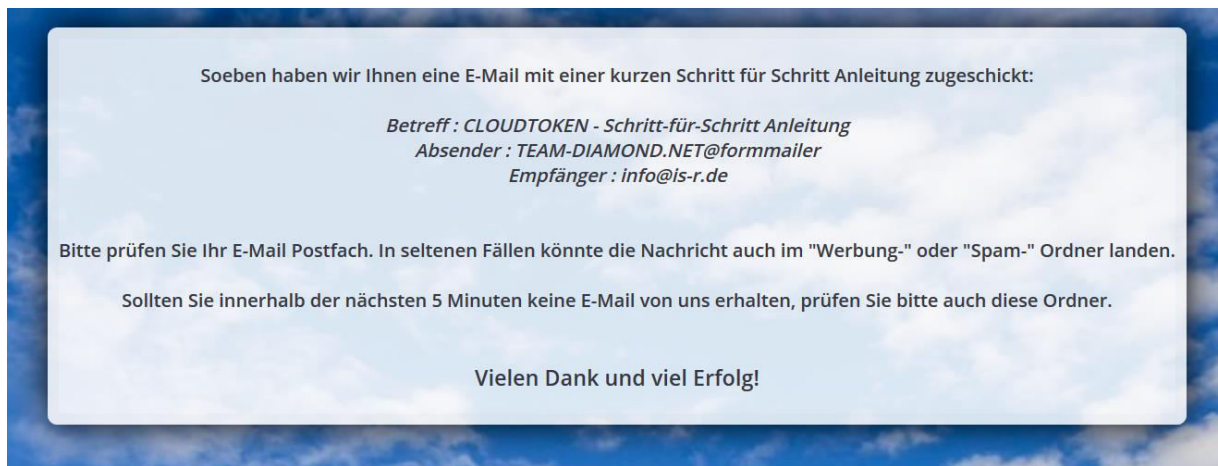 Soeben haben wir Ihnen eine E-Mail mit einer kurzen Schritt für Schritt Anleitung zugeschickt:
Betreff : CLOUDTOKEN - Schritt-für-Schritt Anleitung
Absender : TEAM-DIAMOND.NET@formmailer
Empfänger : info@is-r.de
Bitte prüfen Sie Ihr E-Mail Postfach. In seltenen Fällen könnte die Nachricht auch im "Werbung-" oder "Spam-" Ordner landen.
Sollten Sie innerhalb der nächsten 5 Minuten keine E-Mail von uns erhalten, prüfen Sie bitte auch diese Ordner.
Vielen Dank und viel Erfolg!